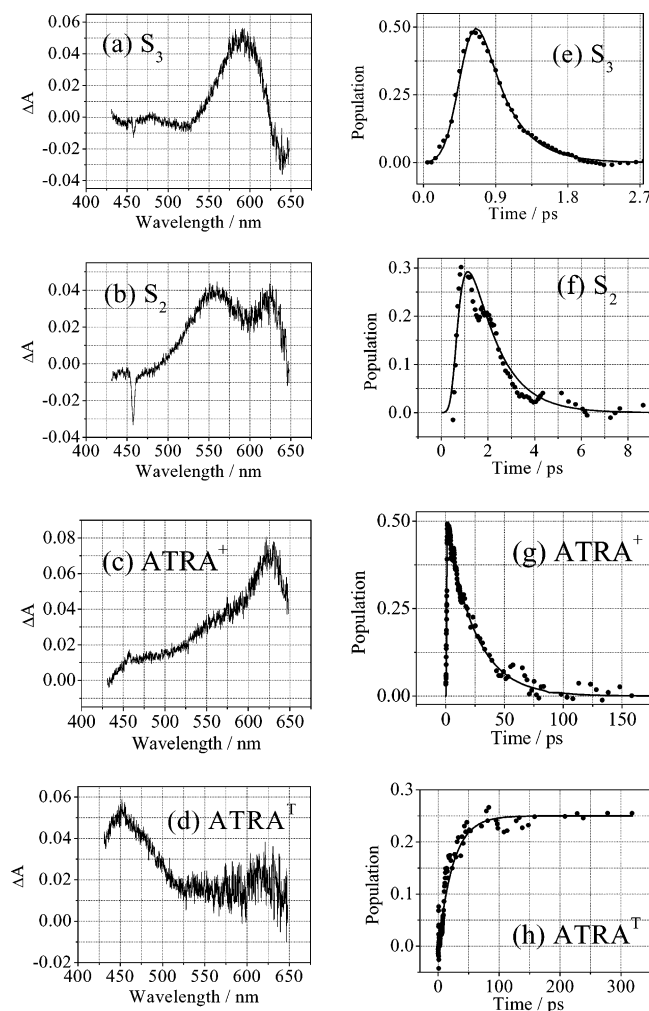 (a) S3
0.06
0.04
0.02
0.00
-0.02
-0.04
ΔA
400 450 500 550 600 650
Wavelength / nm
(e) S3
0.50
0.25
0.00
Population
0.0 0.9 1.8 2.7
Time / ps
(b) S2
0.04
0.02
0.00
-0.02
-0.04
ΔA
400 450 500 550 600 650
Wavelength / nm
(f) S2
0.3
0.2
0.1
0.0
Population
0 2 4 6 8
Time / ps
(c) ATRA+
0.08
0.06
0.04
0.02
0.00
ΔA
400 450 500 550 600 650
Wavelength / nm
(g) ATRA+
0.50
0.25
0.00
Population
0 25 50 75 100 125 150
Time / ps
(d) ATRAT
0.06
0.04
0.02
0.00
-0.02
ΔA
400 450 500 550 600 650
Wavelength / nm
(h) ATRAT
0.3
0.2
0.1
0.0
Population
0 100 200 300
Time / ps